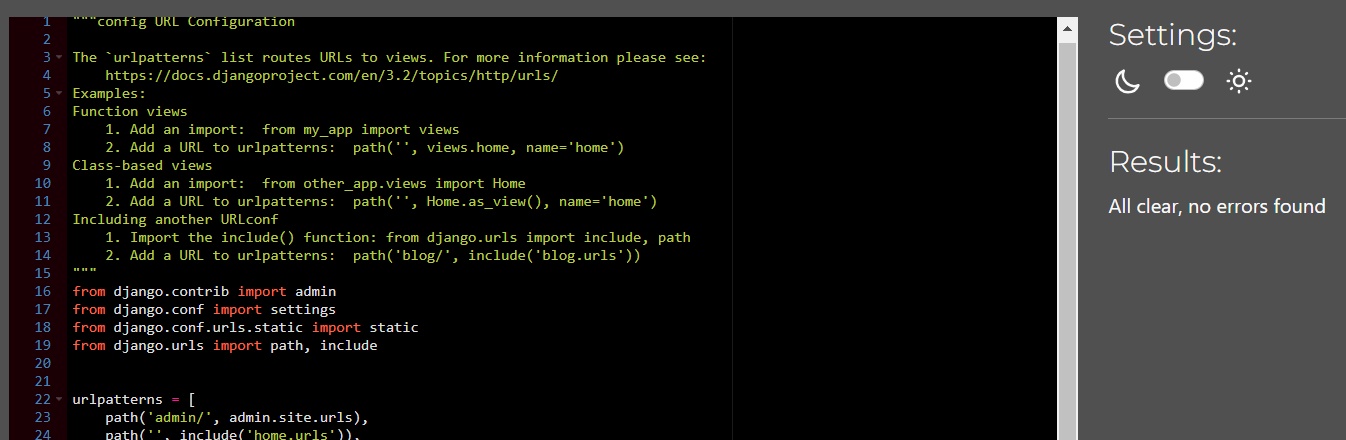 1 """config URL Configuration
2
3 The `urlpatterns` list routes URLs to views. For more information please see:
4     https://docs.djangoproject.com/en/3.2/topics/http/urls/
5 Examples:
6 Function views
7     1. Add an import:  from my_app import views
8     2. Add a URL to urlpatterns:  path('', views.home, name='home')
9 Class-based views
10     1. Add an import:  from other_app.views import Home
11     2. Add a URL to urlpatterns:  path('', Home.as_view(), name='home')
12 Including another URLconf
13     1. Import the include() function: from django.urls import include, path
14     2. Add a URL to urlpatterns:  path('blog/', include('blog.urls'))
15 """
16 from django.contrib import admin
17 from django.conf import settings
18 from django.conf.urls.static import static
19 from django.urls import path, include
20
21
22 urlpatterns = [
23     path('admin/', admin.site.urls),
24     path('', include('home.urls')),
Settings:
Results:
All clear, no errors found